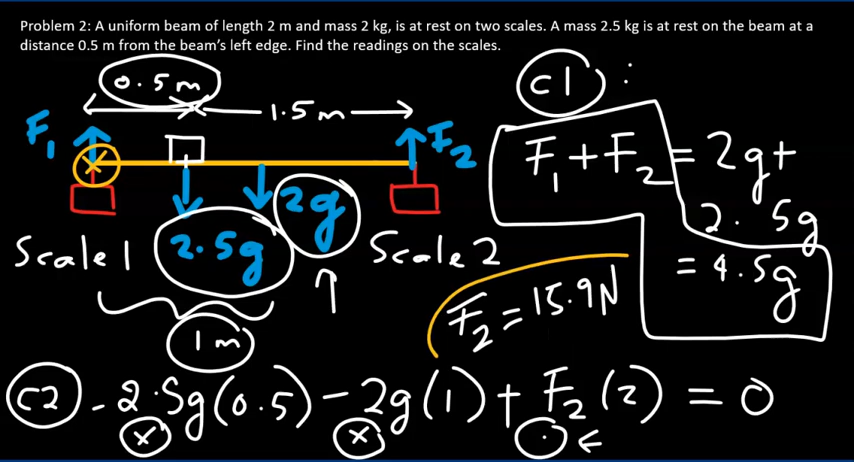 Problem 2: A uniform beam of length 2 m and mass 2 kg, is at rest on two scales. A mass 2.5 kg is at rest on the beam at a
distance 0.5 m from the beam's left edge. Find the readings on the scales.
0.5 m
1.5 m
C1 :
F₁
F₂
F₁ + F₂ = 2g +
2.5g
= 4.5g
2.5g
2g
Scale 1
Scale 2
F₂ = 15.9N
1 m
C2 - 2.5g (0.5) - 2g (1) + F₂ (2) = 0